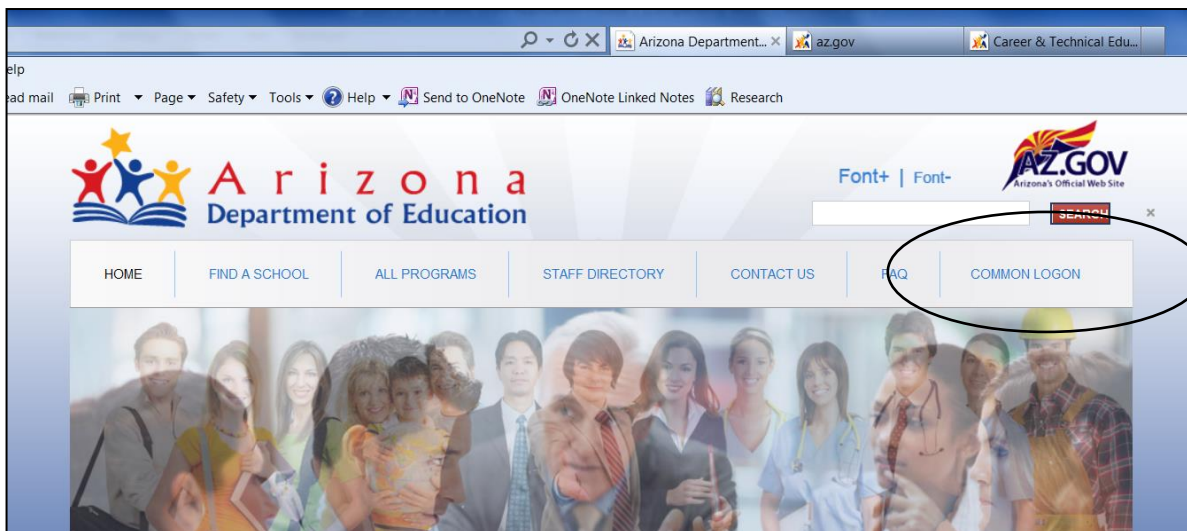 Arizona Department... az.gov Career & Technical Edu...
elp
ead mail Print Page Safety Tools Help Send to OneNote OneNote Linked Notes Research
Arizona
Department of Education
Font+ | Font-
AZ.GOV
Arizona's Official Web Site
SEARCH
HOME FIND A SCHOOL ALL PROGRAMS STAFF DIRECTORY CONTACT US FAQ COMMON LOGON